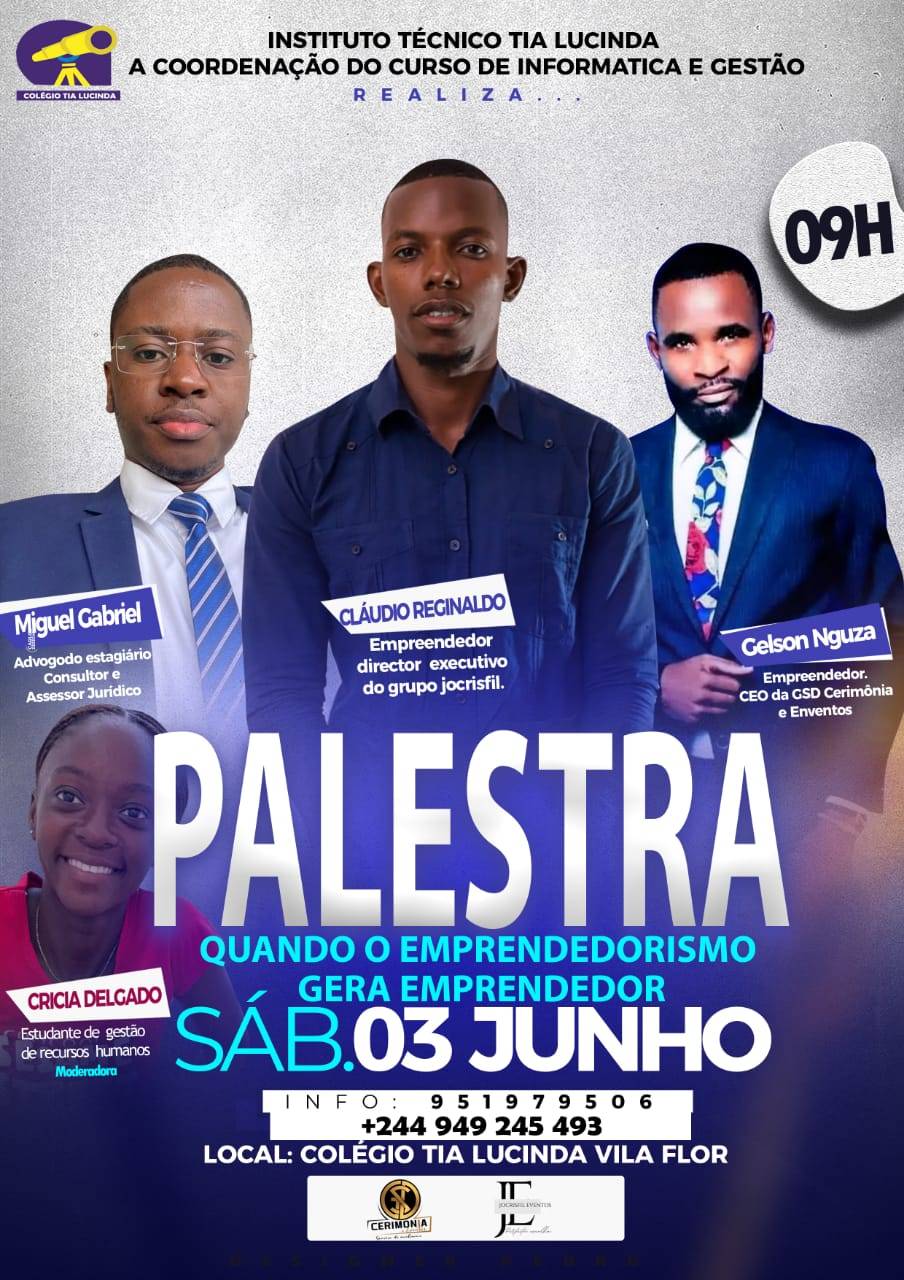 INSTITUTO TÉCNICO TIA LUCINDA
A COORDENAÇÃO DO CURSO DE INFORMATICA E GESTÃO
REALIZA...
COLÉGIO TIA LUCINDA
09H
Miguel Gabriel
Advogodo estagiário
Consultor e
Assessor Jurídico
CLÁUDIO REGINALDO
Empreendedor
director executivo
do grupo jocrisfil.
Gelson Nguza
Empreendedor.
CEO da GSD Cerimônia
e Enventos
PALESTRA
QUANDO O EMPRENDEDORISMO
GERA EMPRENDEDOR
CRICIA DELGADO
Estudante de gestão
de recursos humanos
Moderadora
SÁB.03 JUNHO
INFO: 951979506
+244 949 245 493
LOCAL: COLÉGIO TIA LUCINDA VILA FLOR
CERIMONIA
JOCRISFIL EVENTOS
JE